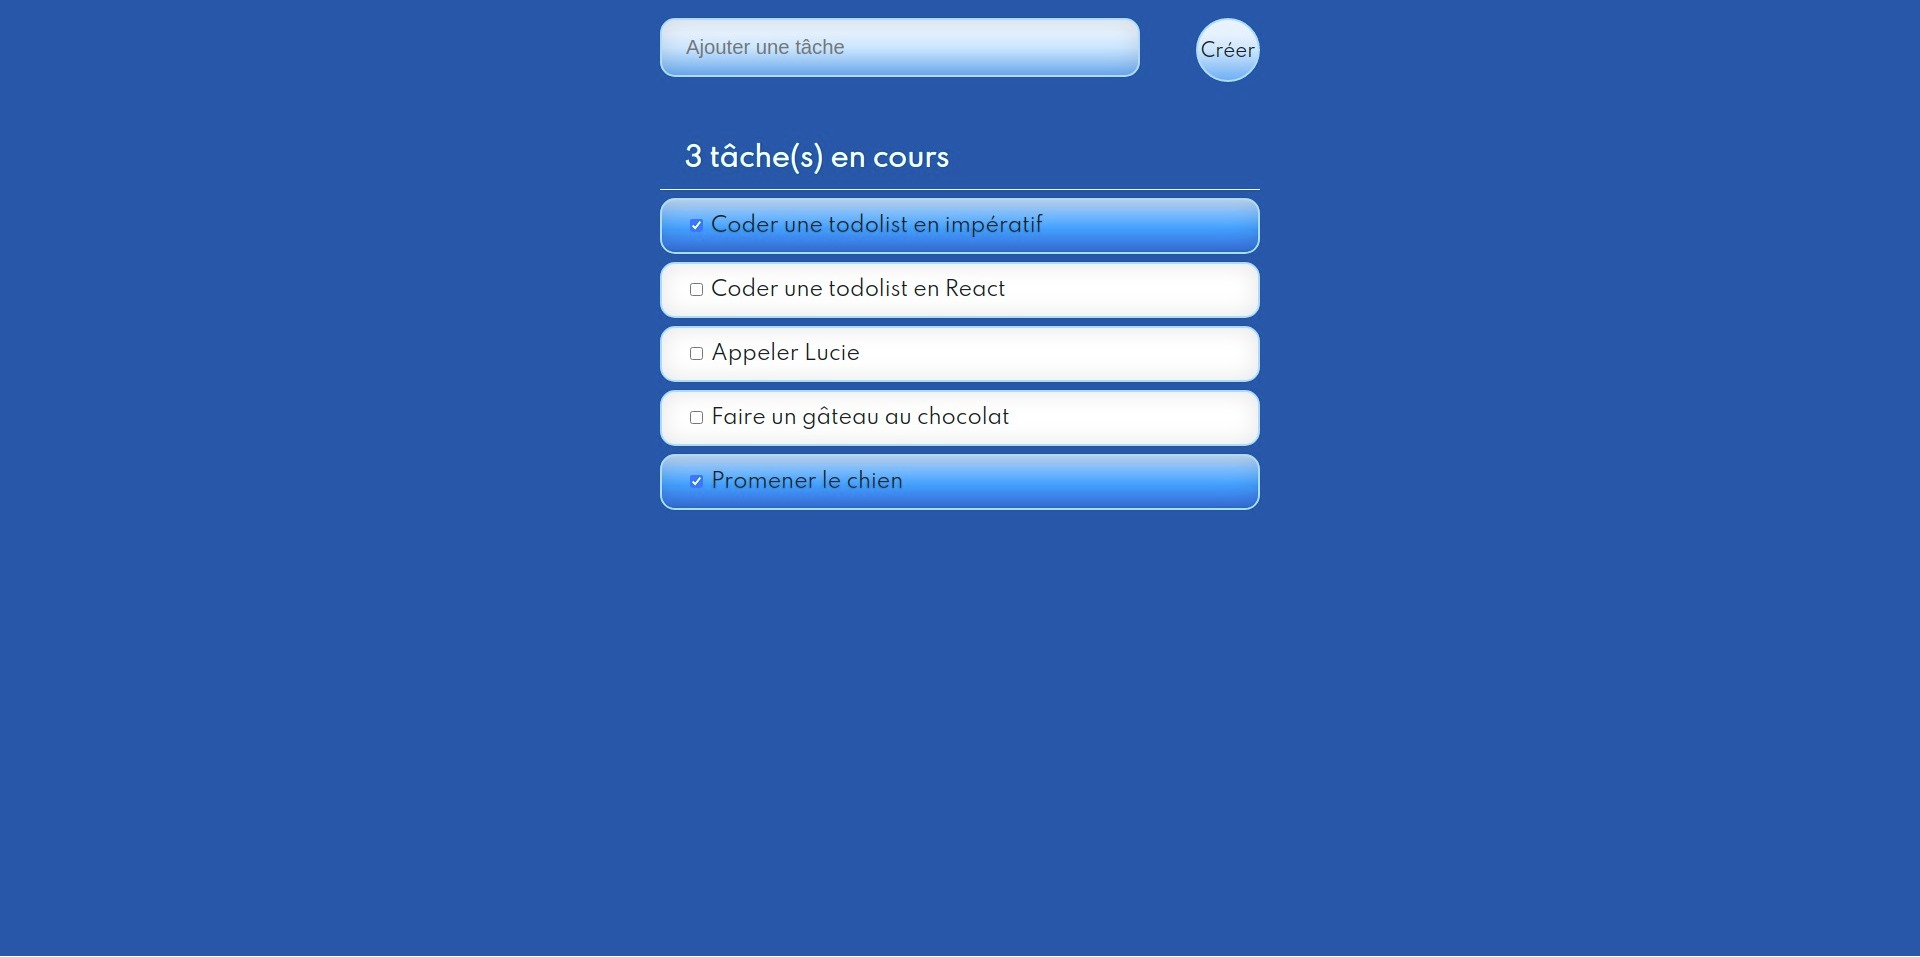 Ajouter une tâche
Créer
3 tâche(s) en cours
Coder une todolist en impératif
Coder une todolist en React
Appeler Lucie
Faire un gâteau au chocolat
Promener le chien